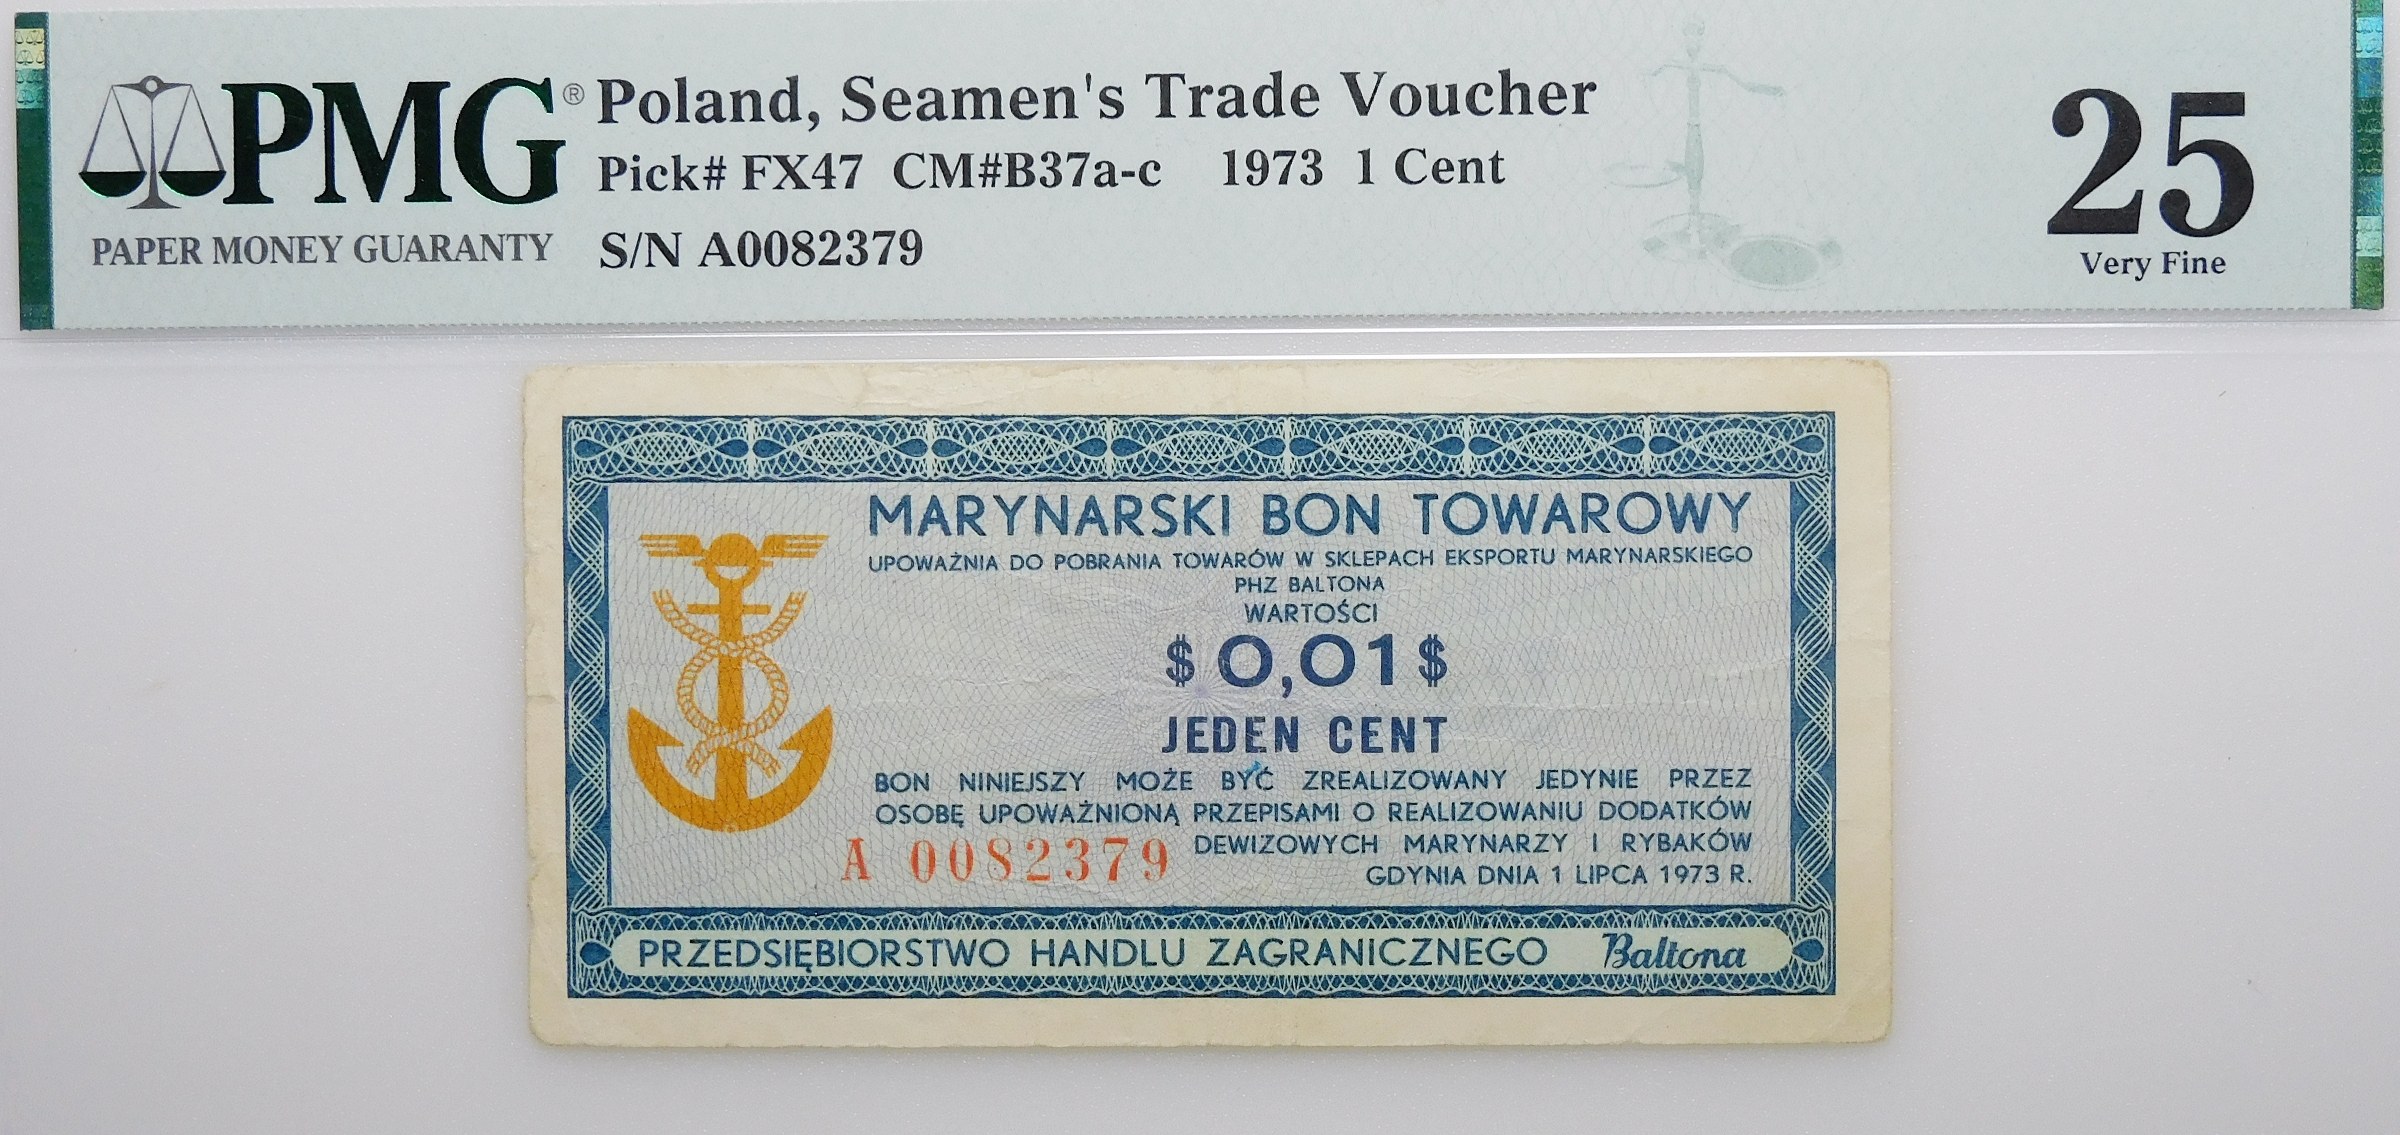 PMG®
PAPER MONEY GUARANTY
Poland, Seamen's Trade Voucher
Pick# FX47 CM#B37a-c 1973 1 Cent
S/N A0082379
25
Very Fine
MARYNARSKI BON TOWAROWY
UPOWAŻNIA DO POBRANIA TOWARÓW W SKLEPACH EKSPORTU MARYNARSKIEGO
PHZ BALTONA
WARTOŚCI
$ 0,01 $
JEDEN CENT
BON NINIEJSZY MOŻE BYĆ ZREALIZOWANY JEDYNIE PRZEZ
OSOBĘ UPOWAŻNIONĄ PRZEPISAMI O REALIZOWANIU DODATKÓW
DEWIZOWYCH MARYNARZY I RYBAKÓW
A 0082379
GDYNIA DNIA 1 LIPCA 1973 R.
PRZEDSIĘBIORSTWO HANDLU ZAGRANICZNEGO Baltona